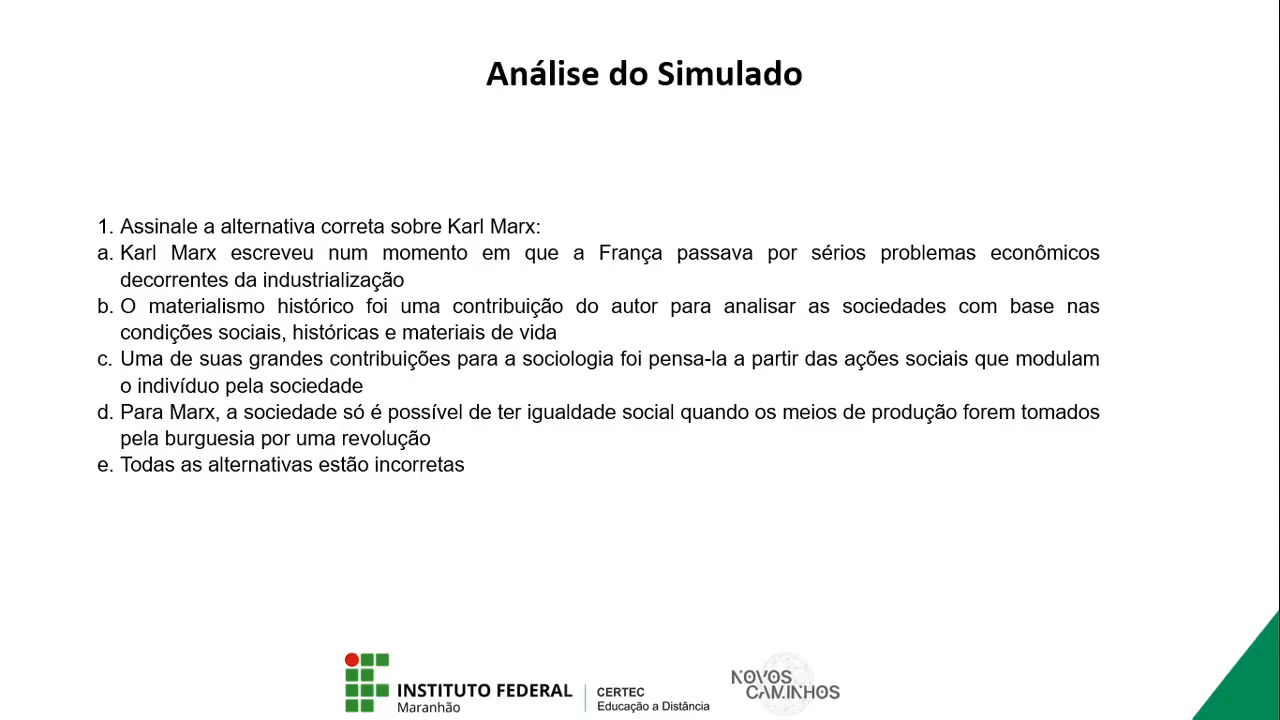 Análise do Simulado
1. Assinale a alternativa correta sobre Karl Marx:
a. Karl Marx escreveu num momento em que a França passava por sérios problemas econômicos
decorrentes da industrialização
b. O materialismo histórico foi uma contribuição do autor para analisar as sociedades com base nas
condições sociais, históricas e materiais de vida
c. Uma de suas grandes contribuições para a sociologia foi pensa-la a partir das ações sociais que modulam
o indivíduo pela sociedade
d. Para Marx, a sociedade só é possível de ter igualdade social quando os meios de produção forem tomados
pela burguesia por uma revolução
e. Todas as alternativas estão incorretas
INSTITUTO FEDERAL
Maranhão
CERTEC
Educação a Distância
NOVOS
CAMINHOS